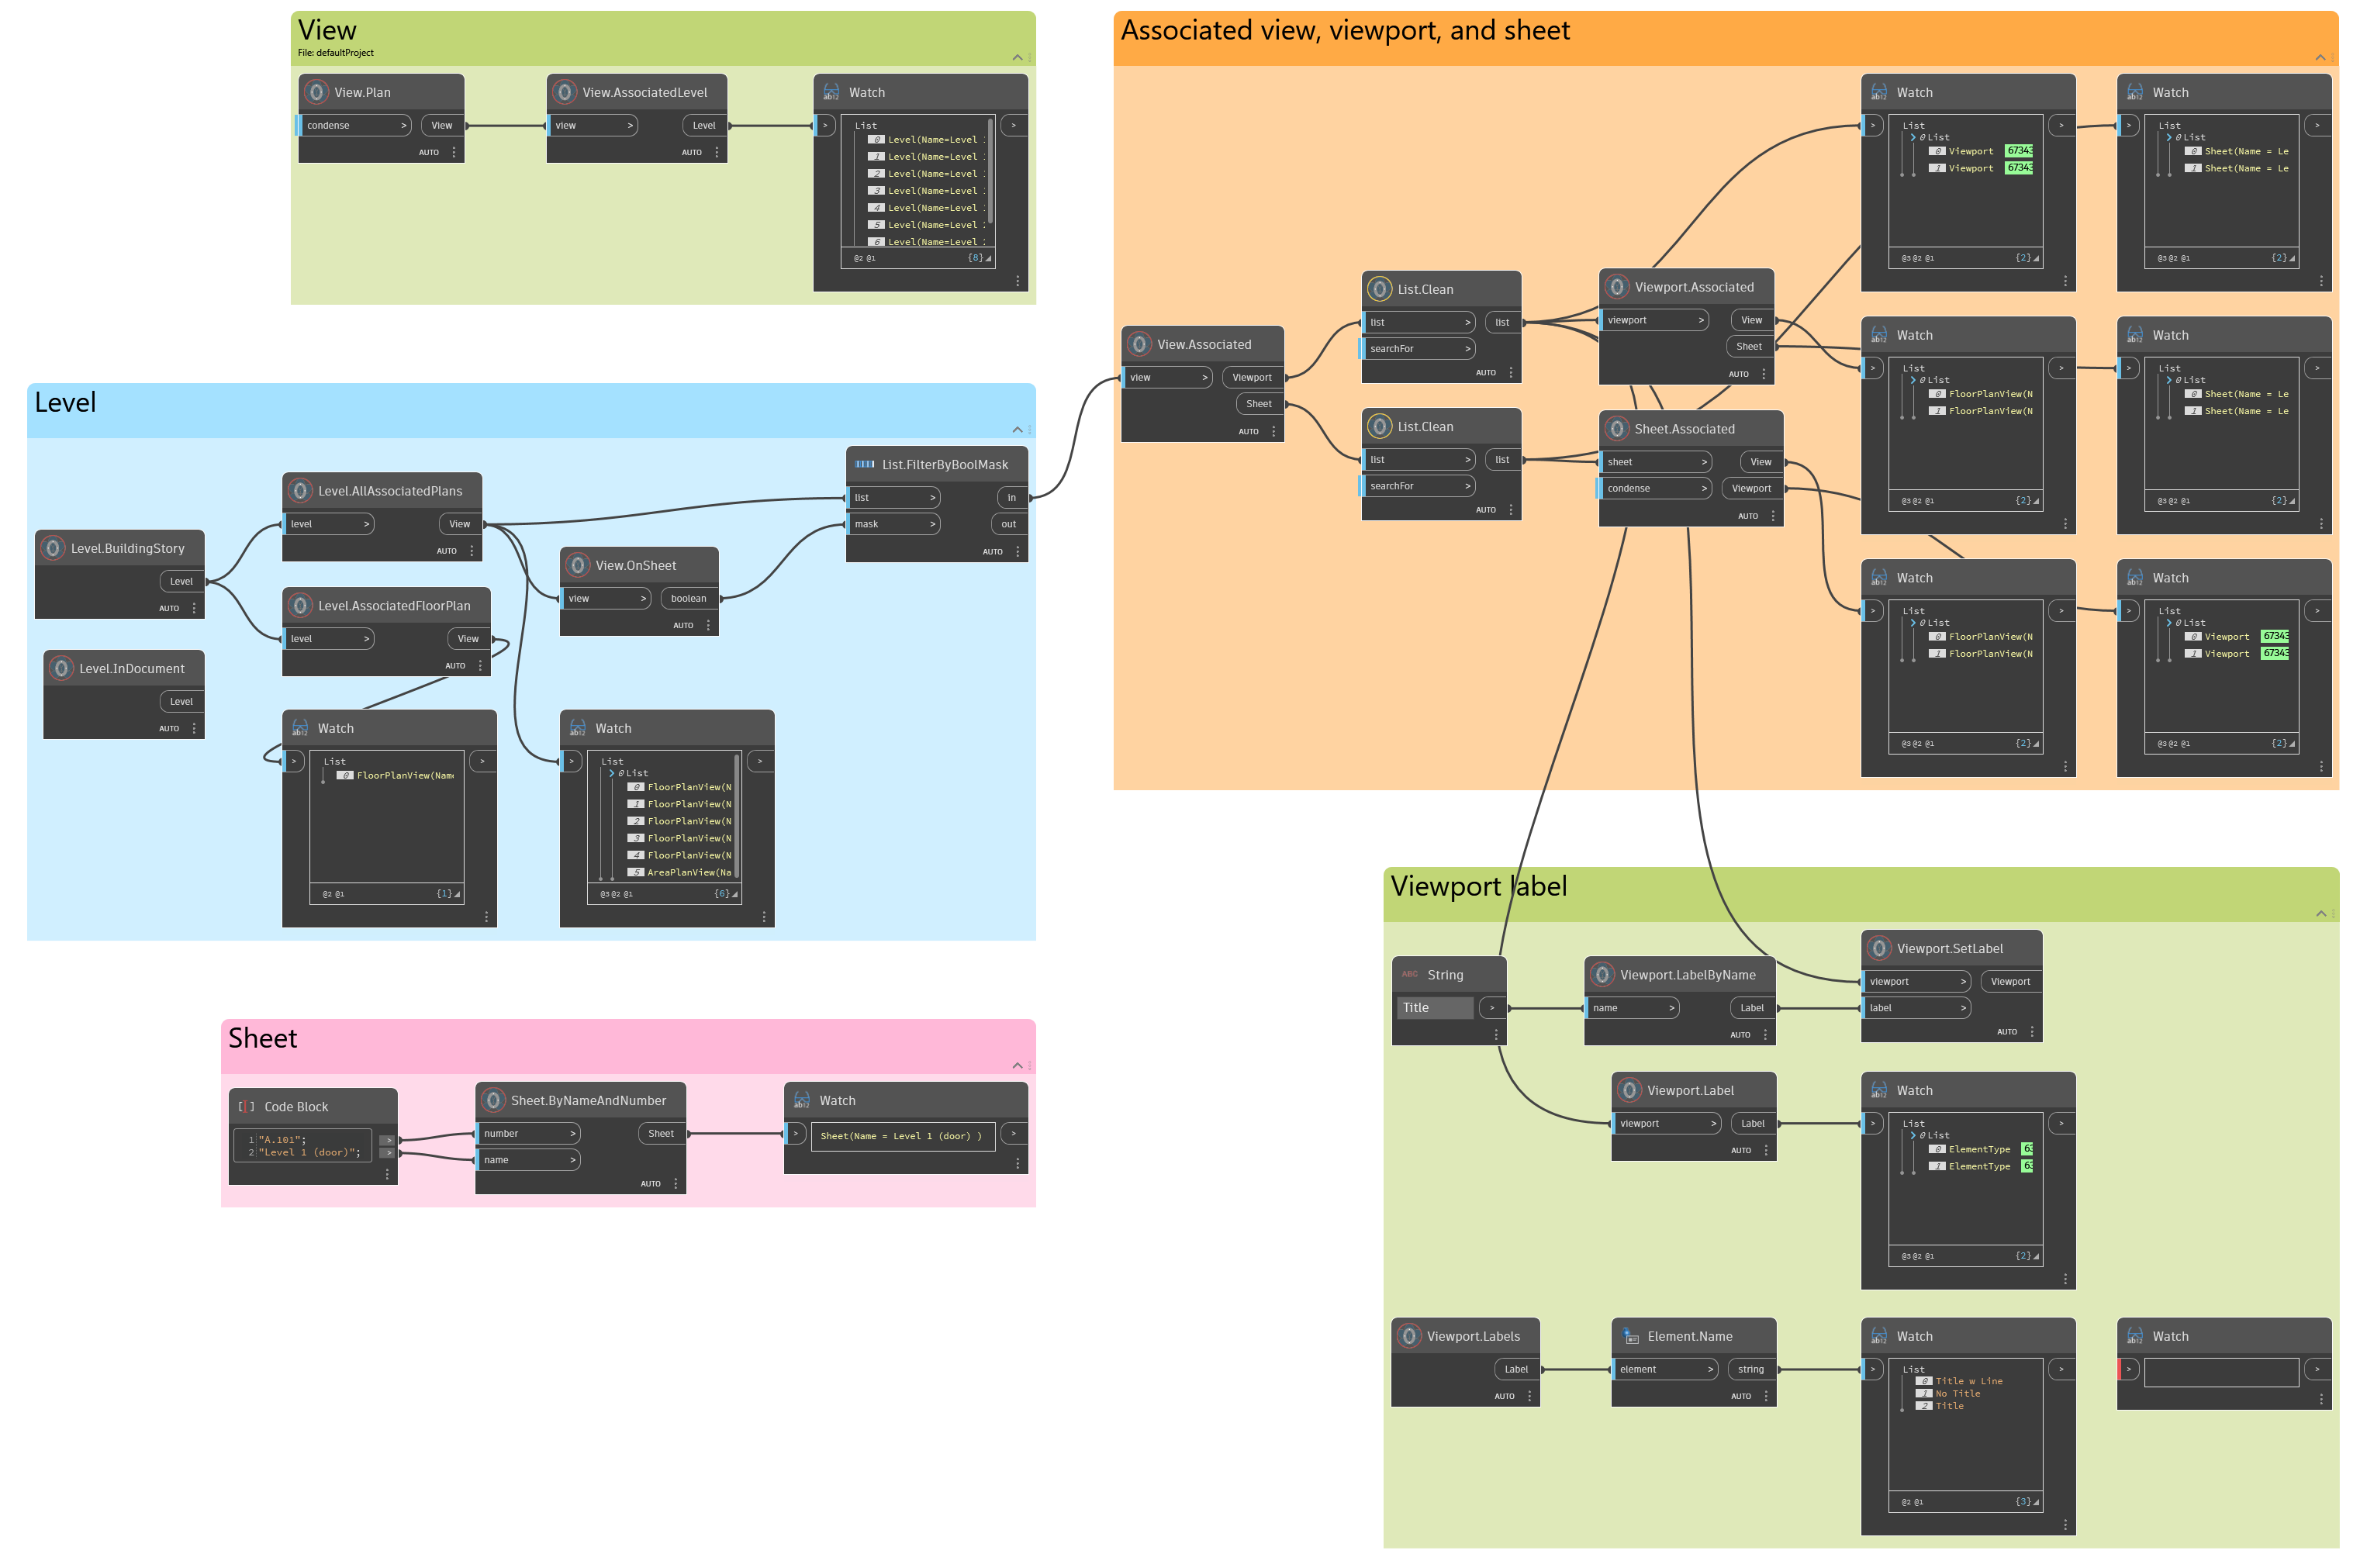 View
File: defaultProject
View.Plan
condense >
View
AUTO
View.AssociatedLevel
view >
Level
AUTO
Watch
>
>
List
0 Level(Name=Level
1 Level(Name=Level
2 Level(Name=Level
3 Level(Name=Level
4 Level(Name=Level
5 Level(Name=Level
6 Level(Name=Level
@2 @1 {8}
Level
Level.BuildingStory
Level
AUTO
Level.InDocument
Level
AUTO
Level.AllAssociatedPlans
level >
View
AUTO
Level.AssociatedFloorPlan
level >
View
AUTO
View.OnSheet
view >
boolean
AUTO
List.FilterByBoolMask
list >
in
mask >
out
AUTO
Watch
>
>
List
0 FloorPlanView(Name
@2 @1 {1}
Watch
>
>
List
0 List
0 FloorPlanView(N
1 FloorPlanView(N
2 FloorPlanView(N
3 FloorPlanView(N
4 FloorPlanView(N
5 AreaPlanView(Na
@3 @2 @1 {6}
Sheet
Code Block
1 "A.101";
2 "Level 1 (door)";
>
>
Sheet.ByNameAndNumber
number >
Sheet
name >
AUTO
Watch
>
Sheet(Name = Level 1 (door) )
>
Associated view, viewport, and sheet
View.Associated
view >
Viewport
Sheet
AUTO
List.Clean
list >
list
searchFor >
AUTO
List.Clean
list >
list
searchFor >
AUTO
Viewport.Associated
viewport >
View
Sheet
AUTO
Sheet.Associated
sheet >
View
condense >
Viewport
AUTO
Watch
>
>
List
0 List
0 Viewport 67343
1 Viewport 67343
@3 @2 @1 {2}
Watch
>
>
List
0 List
0 Sheet(Name = Le
1 Sheet(Name = Le
@3 @2 @1 {2}
Watch
>
>
List
0 List
0 FloorPlanView(N
1 FloorPlanView(N
@3 @2 @1 {2}
Watch
>
>
List
0 List
0 Sheet(Name = Le
1 Sheet(Name = Le
@3 @2 @1 {2}
Watch
>
>
List
0 List
0 FloorPlanView(N
1 FloorPlanView(N
@3 @2 @1 {2}
Watch
>
>
List
0 List
0 Viewport 67343
1 Viewport 67343
@3 @2 @1 {2}
Viewport label
ABC String
Title
>
Viewport.LabelByName
name >
Label
AUTO
Viewport.SetLabel
viewport >
Viewport
label >
AUTO
Viewport.Label
viewport >
Label
AUTO
Watch
>
>
List
0 List
0 ElementType 63
1 ElementType 63
@3 @2 @1 {2}
Viewport.Labels
Label
AUTO
Element.Name
element >
string
AUTO
Watch
>
>
List
0 Title w Line
1 No Title
2 Title
@2 @1 {3}
Watch
>
>